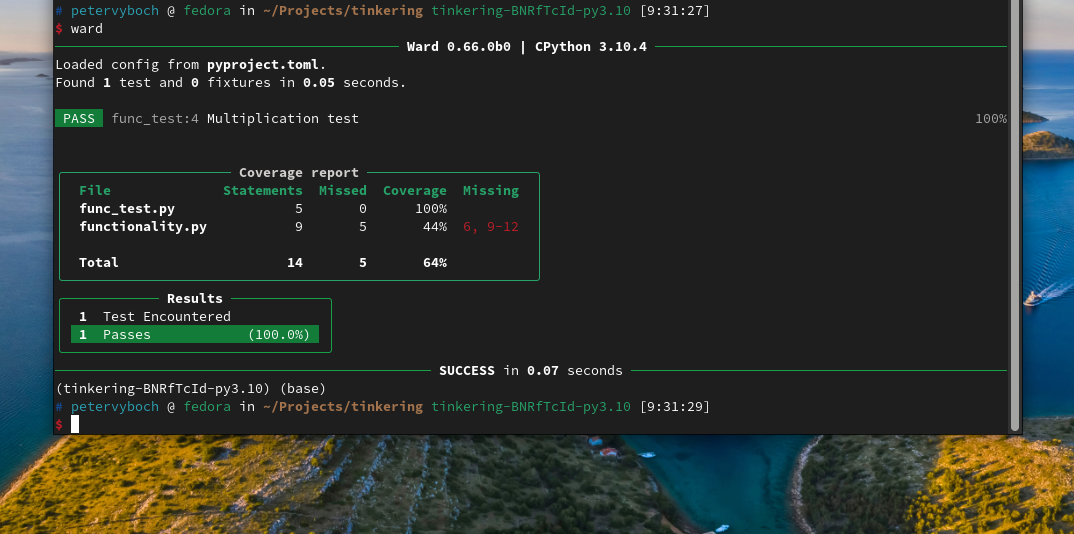 # petervyboch @ fedora in ~/Projects/tinkering tinkering-BNRfTcId-py3.10 [9:31:27]
$ ward
Ward 0.66.0b0 | CPython 3.10.4
Loaded config from pyproject.toml.
Found 1 test and 0 fixtures in 0.05 seconds.
PASS func_test:4 Multiplication test 100%
Coverage report
File Statements Missed Coverage Missing
func_test.py 5 0 100%
functionality.py 9 5 44% 6, 9-12
Total 14 5 64%
Results
1 Test Encountered
1 Passes (100.0%)
SUCCESS in 0.07 seconds
(tinkering-BNRfTcId-py3.10) (base)
# petervyboch @ fedora in ~/Projects/tinkering tinkering-BNRfTcId-py3.10 [9:31:29]
$